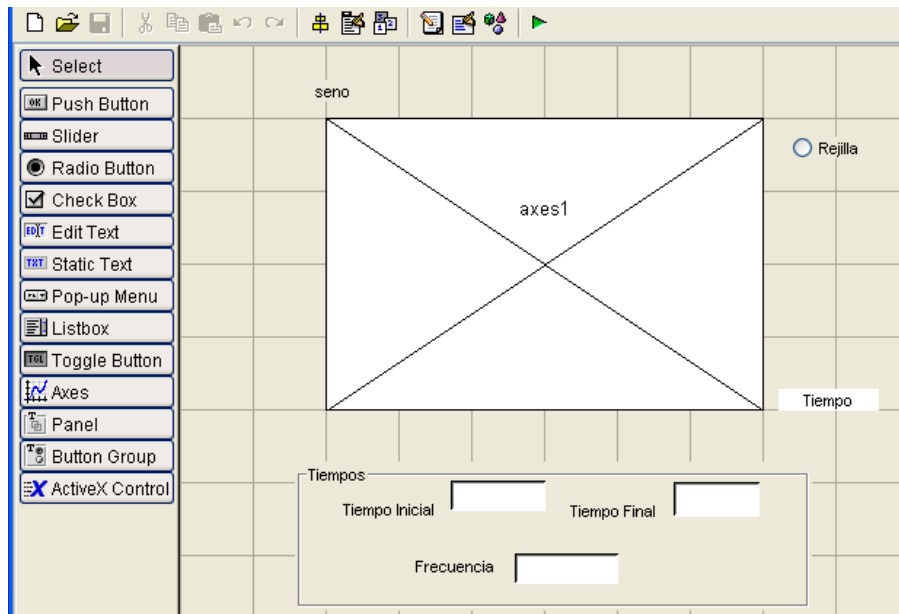 Select
Push Button
Slider
Radio Button
Check Box
Edit Text
Static Text
Pop-up Menu
Listbox
Toggle Button
Axes
Panel
Button Group
ActiveX Control
seno
axes1
Rejilla
Tiempo
Tiempos
Tiempo Inicial
Tiempo Final
Frecuencia